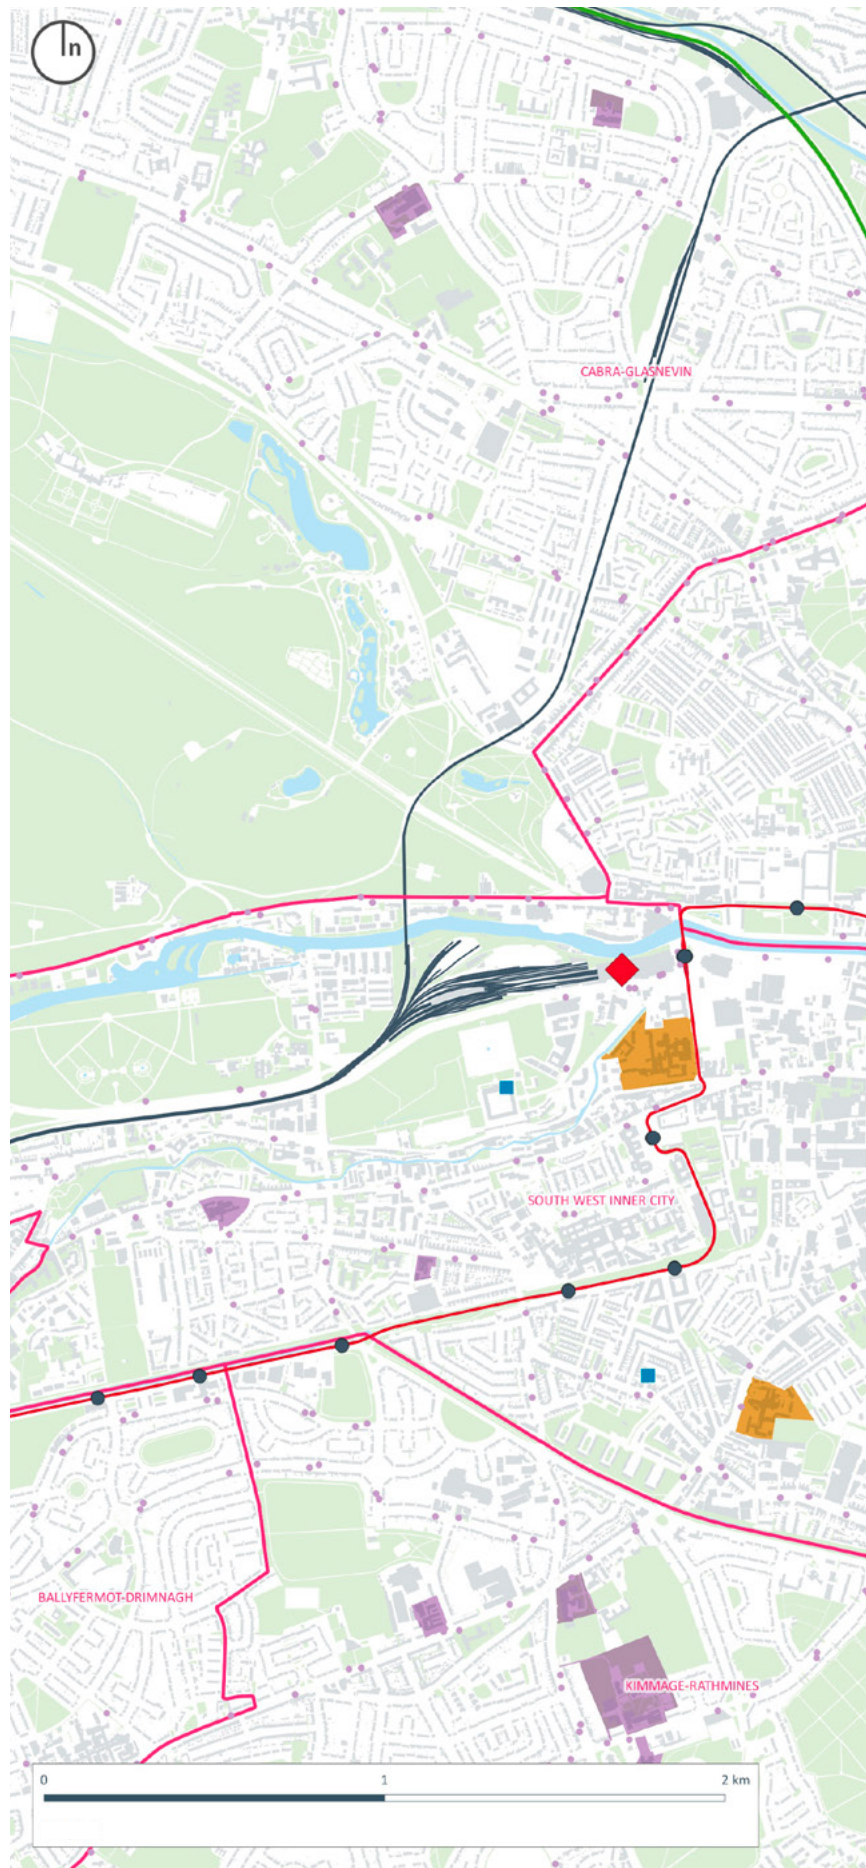 n
CABRA-GLASNEVIN
SOUTH WEST INNER CITY
BALLYFERMOT-DRIMNAGH
KIMMAGE-RATHMINES
0 1 2 km